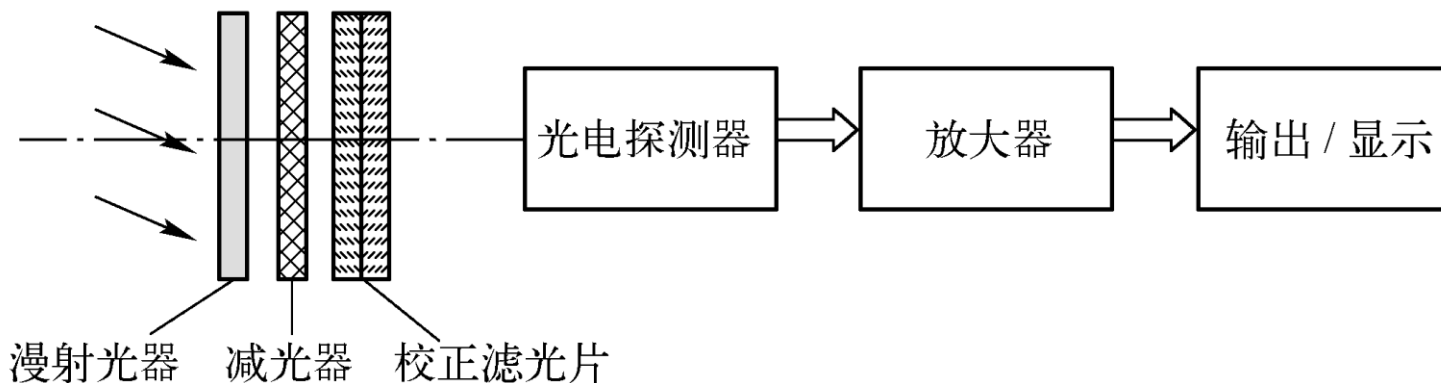 光电探测器
放大器
输出 / 显示
漫射光器
减光器
校正滤光片